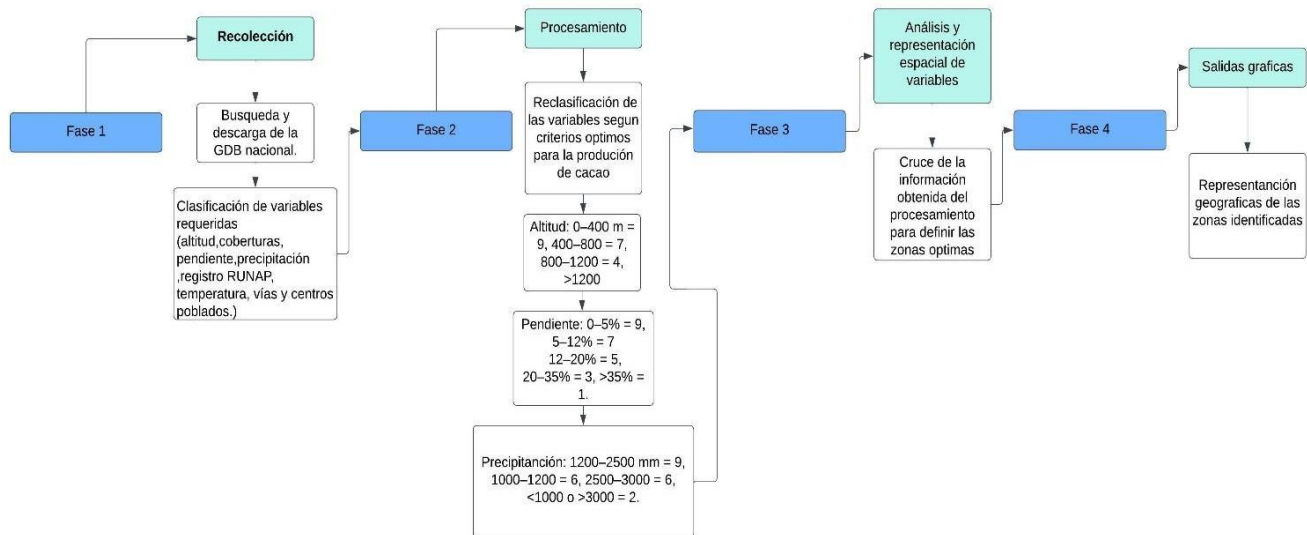 Fase 1
Recolección
Busqueda y
descarga de la
GDB nacional.
Clasificación de variables
requeridas
(altitud,coberturas,
pendiente,precipitación
,registro RUNAP,
temperatura, vías y centros
poblados.)
Fase 2
Procesamiento
Reclasificación de
las variables segun
criterios optimos
para la produción
de cacao
Altitud: 0–400 m =
9, 400–800 = 7,
800–1200 = 4,
>1200
Pendiente: 0–5% = 9,
5–12% = 7
12–20% = 5,
20–35% = 3, >35% =
1.
Precipitanción: 1200–2500 mm = 9,
1000–1200 = 6, 2500–3000 = 6,
<1000 o >3000 = 2.
Fase 3
Análisis y
representación
espacial de
variables
Cruce de la
información
obtenida del
procesamiento
para definir las
zonas optimas
Fase 4
Salidas graficas
Representanción
geograficas de las
zonas identificadas